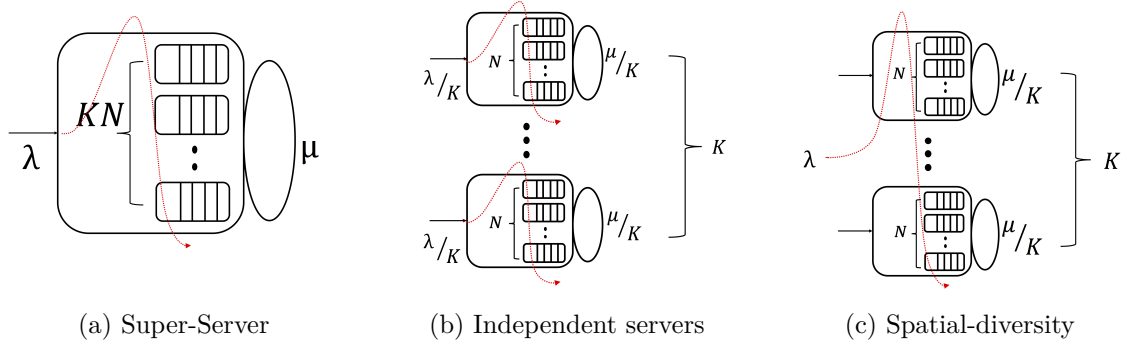 λ
KN
μ
(a) Super-Server
λ/K
N
μ/K
λ/K
N
μ/K
K
(b) Independent servers
λ
N
μ/K
N
μ/K
K
(c) Spatial-diversity